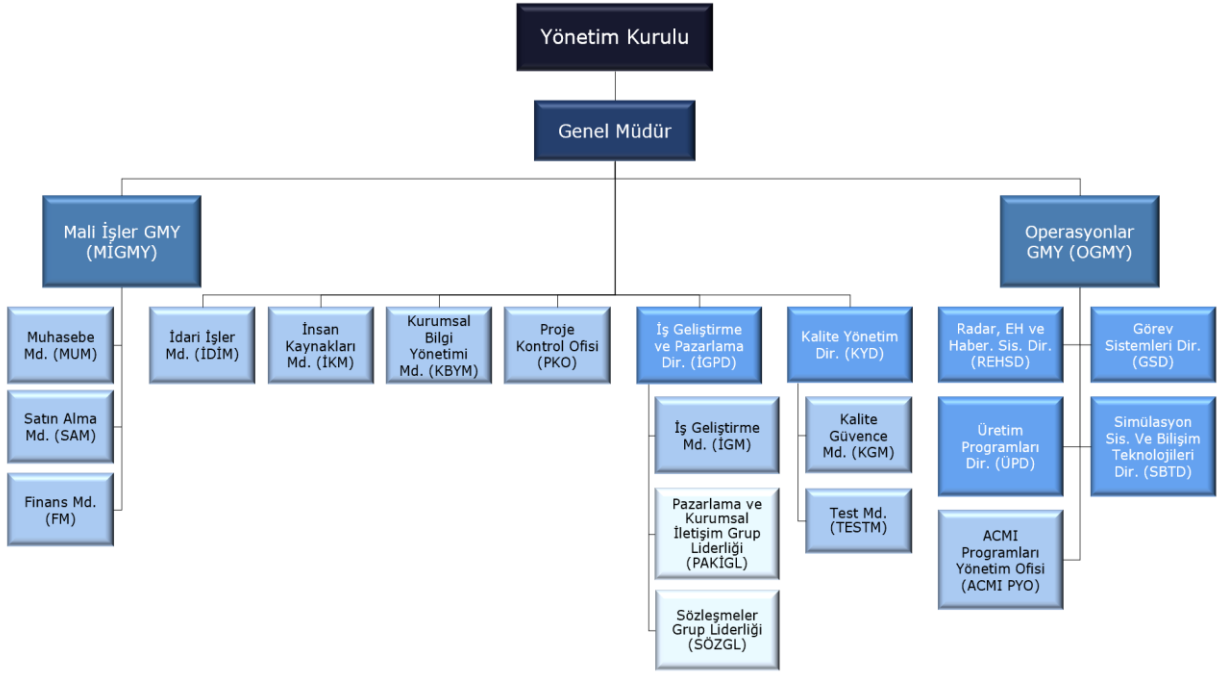 Yönetim Kurulu
Genel Müdür
Mali İşler GMY
(MİGMY)
Operasyonlar
GMY (OGMY)
Muhasebe
Md. (MUM)
Satın Alma
Md. (SAM)
Finans Md.
(FM)
İdari İşler
Md. (İDİM)
İnsan
Kaynakları
Md. (İKM)
Kurumsal
Bilgi
Yönetimi
Md. (KBYM)
Proje
Kontrol Ofisi
(PKO)
İş Geliştirme
ve Pazarlama
Dir. (İGPD)
İş Geliştirme
Md. (İGM)
Pazarlama ve
Kurumsal
İletişim Grup
Liderliği
(PAKİGL)
Sözleşmeler
Grup Liderliği
(SÖZGL)
Kalite Yönetim
Dir. (KYD)
Kalite
Güvence
Md. (KGM)
Test Md.
(TESTM)
Radar, EH ve
Haber. Sis. Dir.
(REHSD)
Görev
Sistemleri Dir.
(GSD)
Üretim
Programları
Dir. (ÜPD)
Simülasyon
Sis. Ve Bilişim
Teknolojileri
Dir. (SBTD)
ACMI
Programları
Yönetim Ofisi
(ACMI PYO)